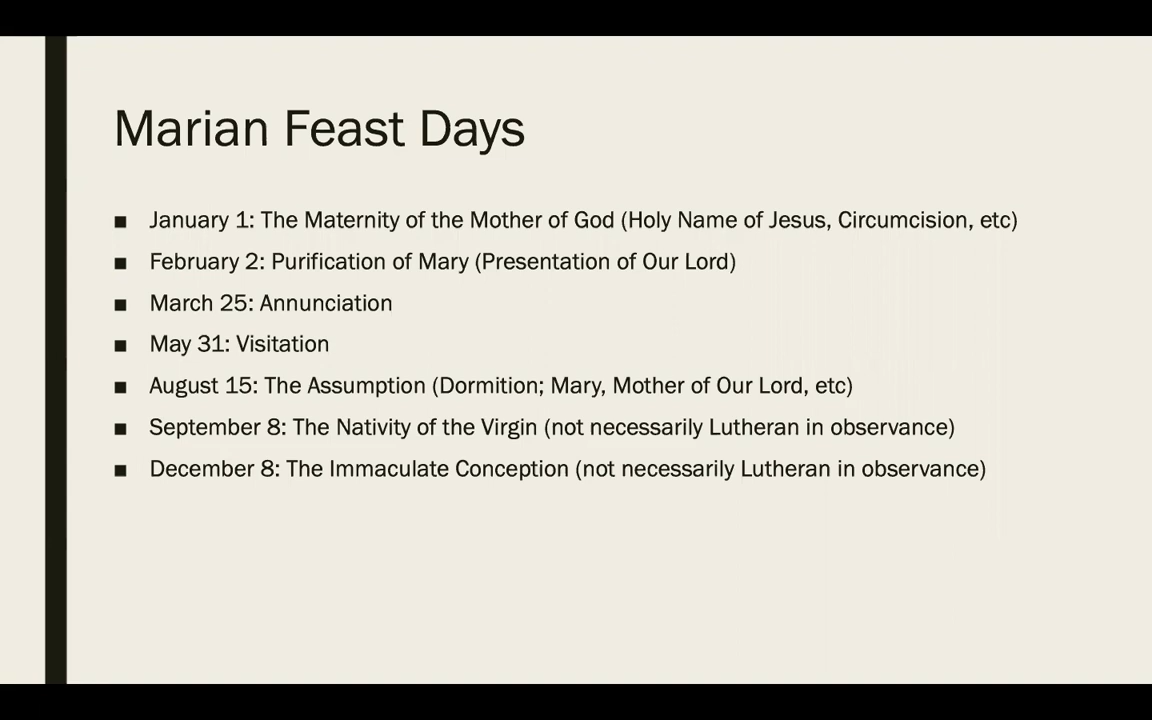 Marian Feast Days
■ January 1: The Maternity of the Mother of God (Holy Name of Jesus, Circumcision, etc)
■ February 2: Purification of Mary (Presentation of Our Lord)
■ March 25: Annunciation
■ May 31: Visitation
■ August 15: The Assumption (Dormition; Mary, Mother of Our Lord, etc)
■ September 8: The Nativity of the Virgin (not necessarily Lutheran in observance)
■ December 8: The Immaculate Conception (not necessarily Lutheran in observance)